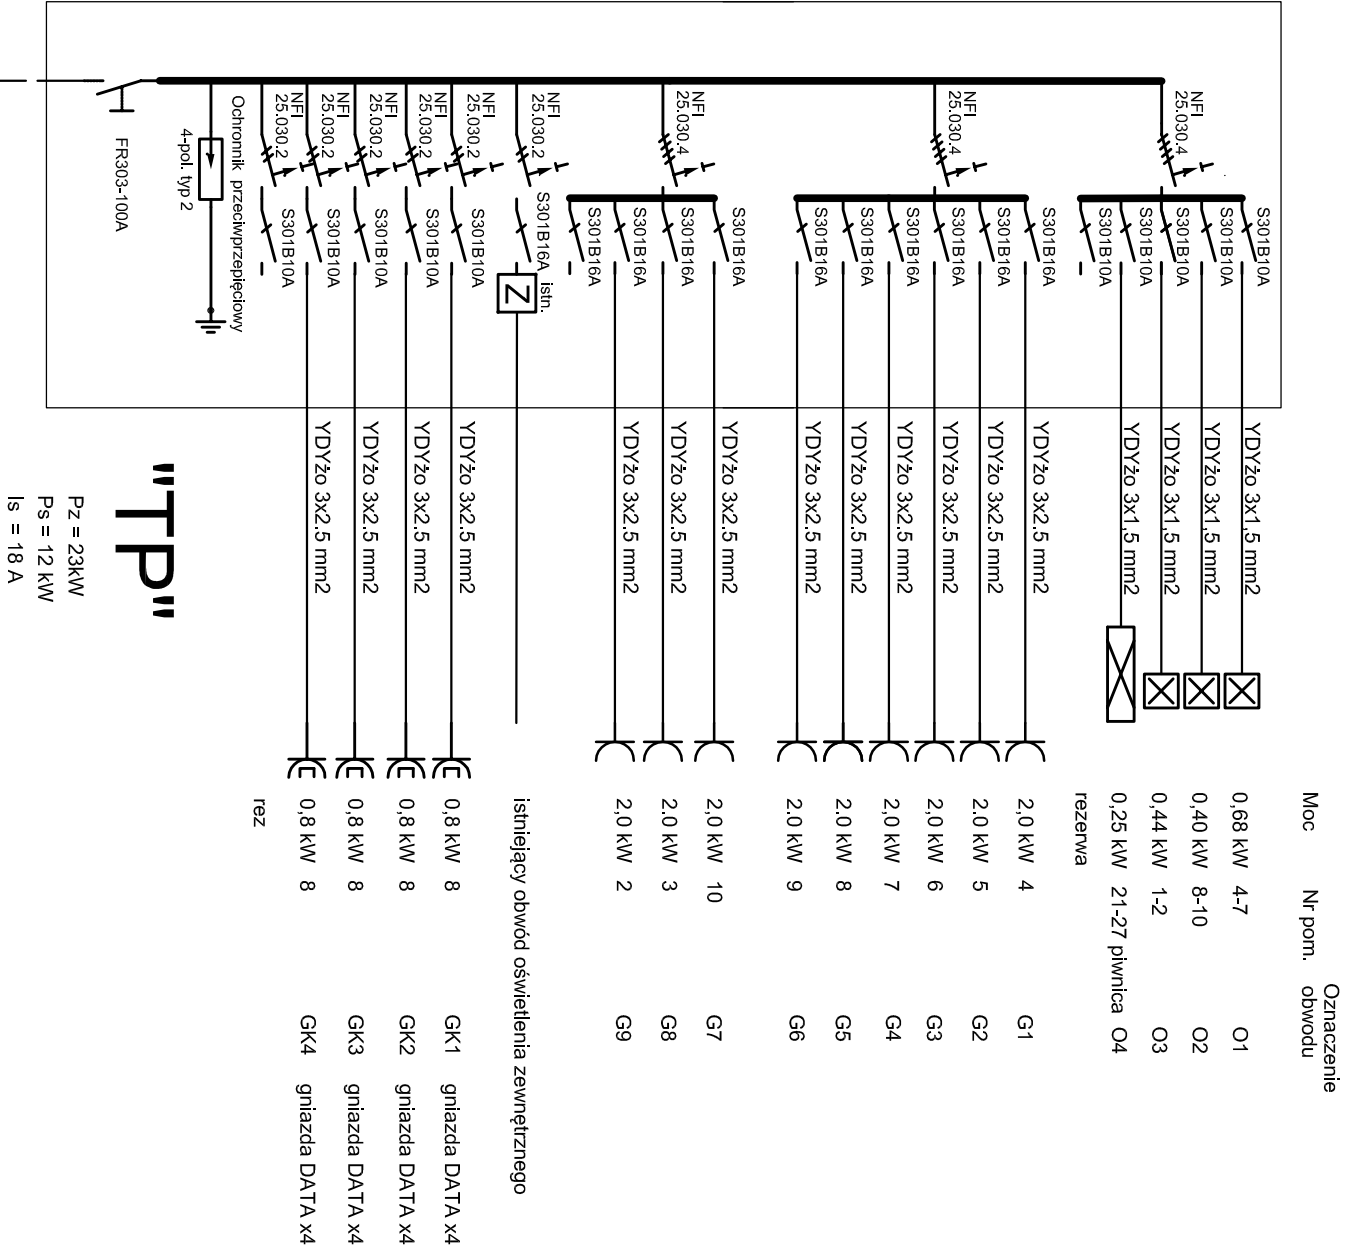 Oznaczenie
Moc Nr pom. obwodu
S301B10A YDYżo 3x1,5 mm2 0,68 kW 4-7 O1
S301B10A YDYżo 3x1,5 mm2 0,40 kW 8-10 O2
NFI
25.030.4
S301B10A YDYżo 3x1,5 mm2 0,44 kW 1-2 O3
S301B10A YDYżo 3x1,5 mm2 0,25 kW 21-27 piwnica O4
S301B10A rezerwa
S301B16A YDYżo 3x2.5 mm2 2,0 kW 4 G1
S301B16A YDYżo 3x2.5 mm2 2.0 kW 5 G2
NFI
25.030.4
S301B16A YDYżo 3x2.5 mm2 2,0 kW 6 G3
S301B16A YDYżo 3x2.5 mm2 2,0 kW 7 G4
S301B16A YDYżo 3x2.5 mm2 2.0 kW 8 G5
S301B16A YDYżo 3x2.5 mm2 2.0 kW 9 G6
S301B16A YDYżo 3x2.5 mm2 2,0 kW 10 G7
NFI
25.030.4
S301B16A YDYżo 3x2.5 mm2 2.0 kW 3 G8
S301B16A YDYżo 3x2.5 mm2 2,0 kW 2 G9
S301B16A
NFI
25.030.2
S301B16A istn.
Z
istniejący obwód oświetlenia zewnętrznego
NFI
25.030.2
S301B10A YDYżo 3x2.5 mm2 0,8 kW 8 GK1 gniazda DATA x4
NFI
25.030.2
S301B10A YDYżo 3x2.5 mm2 0,8 kW 8 GK2 gniazda DATA x4
NFI
25.030.2
S301B10A YDYżo 3x2.5 mm2 0,8 kW 8 GK3 gniazda DATA x4
NFI
25.030.2
S301B10A YDYżo 3x2.5 mm2 0,8 kW 8 GK4 gniazda DATA x4
NFI
25.030.2
S301B10A rez
Ochronnik przeciwprzepięciowy
4-pol. typ 2
FR303-100A
"TP"
Pz = 23kW
Ps = 12 kW
Is = 18 A